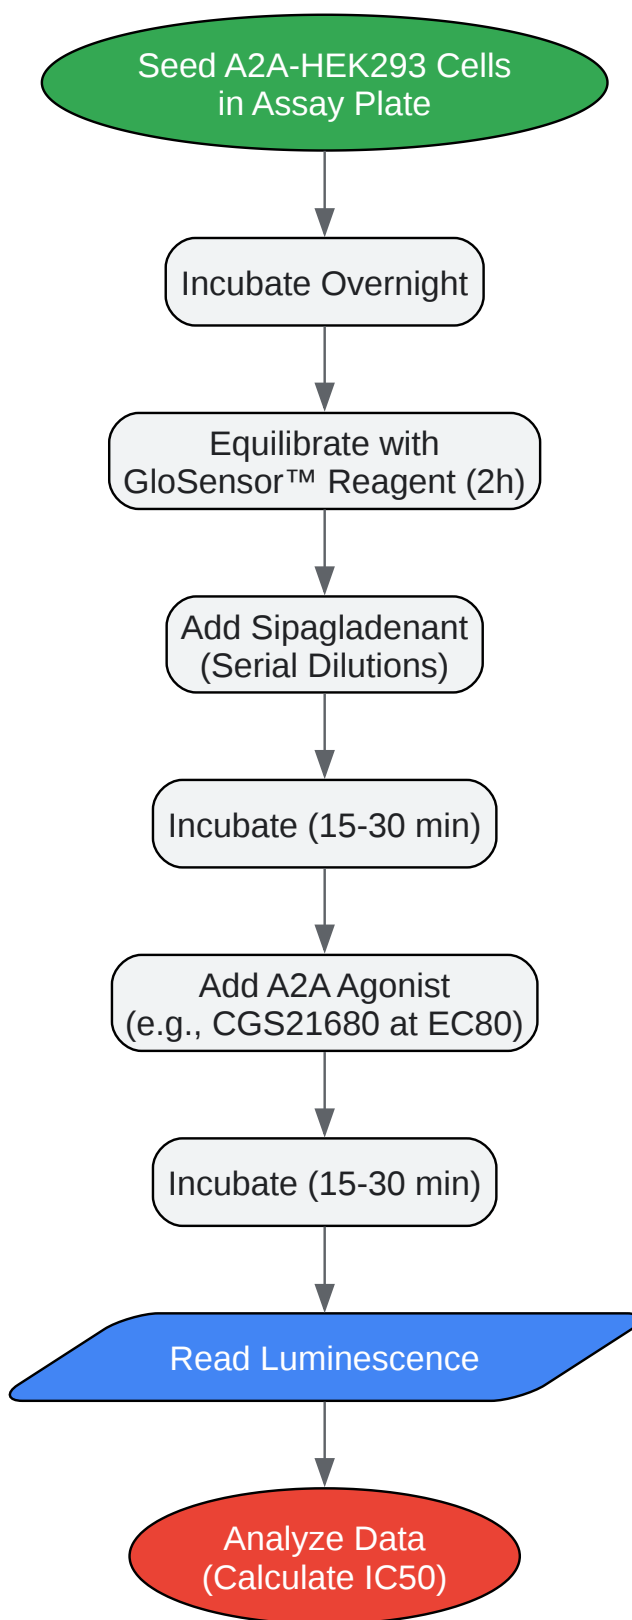 Seed A2A-HEK293 Cells
in Assay Plate
Incubate Overnight
Equilibrate with
GloSensor™ Reagent (2h)
Add Sipagladenant
(Serial Dilutions)
Incubate (15-30 min)
Add A2A Agonist
(e.g., CGS21680 at EC80)
Incubate (15-30 min)
Read Luminescence
Analyze Data
(Calculate IC50)